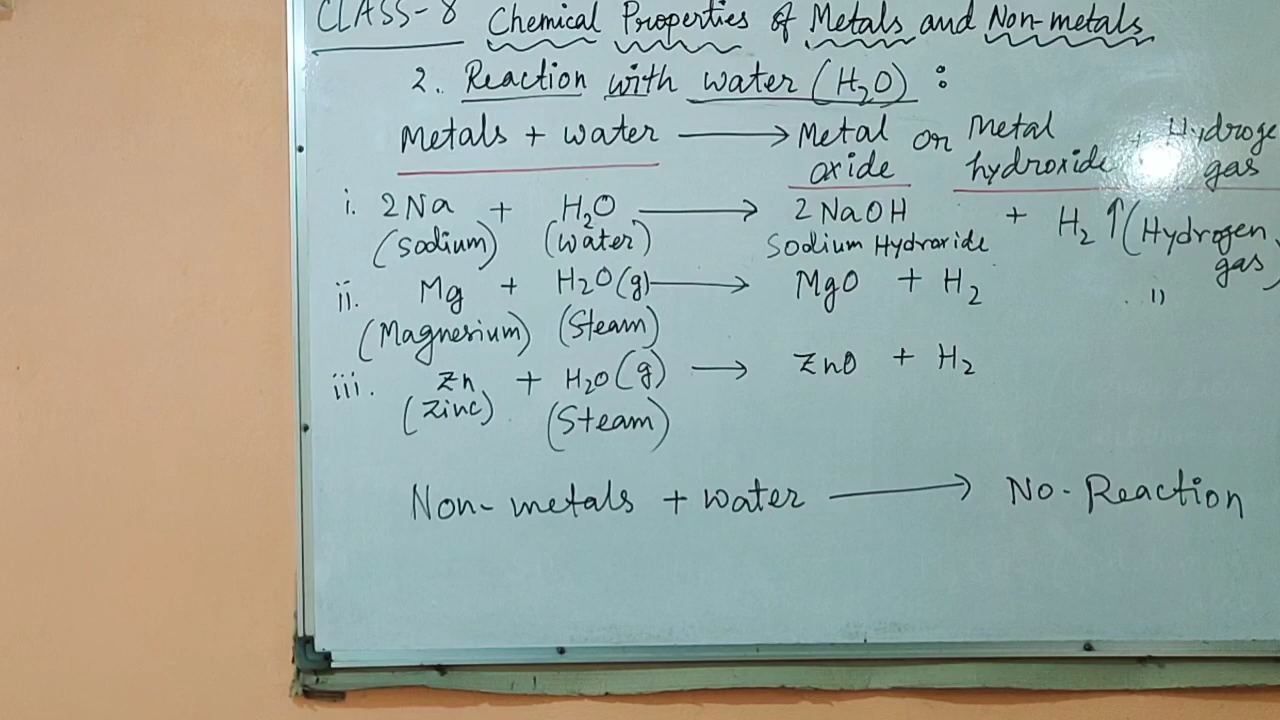 CLASS-8 Chemical Properties of Metals and Non-metals
2. Reaction with water (H₂O) :
Metals + water ⟶ Metal oxide or Metal hydroxide + Hydroge gas
i. 2Na + H₂O ⟶ 2NaOH + H₂↑ (Hydrogen gas)
(Sodium) (water) Sodium Hydroxide
ii. Mg + H₂O(g) ⟶ MgO + H₂ "
(Magnesium) (Steam)
iii. Zn + H₂O(g) ⟶ ZnO + H₂
(Zinc) (Steam)
Non-metals + water ⟶ No-Reaction